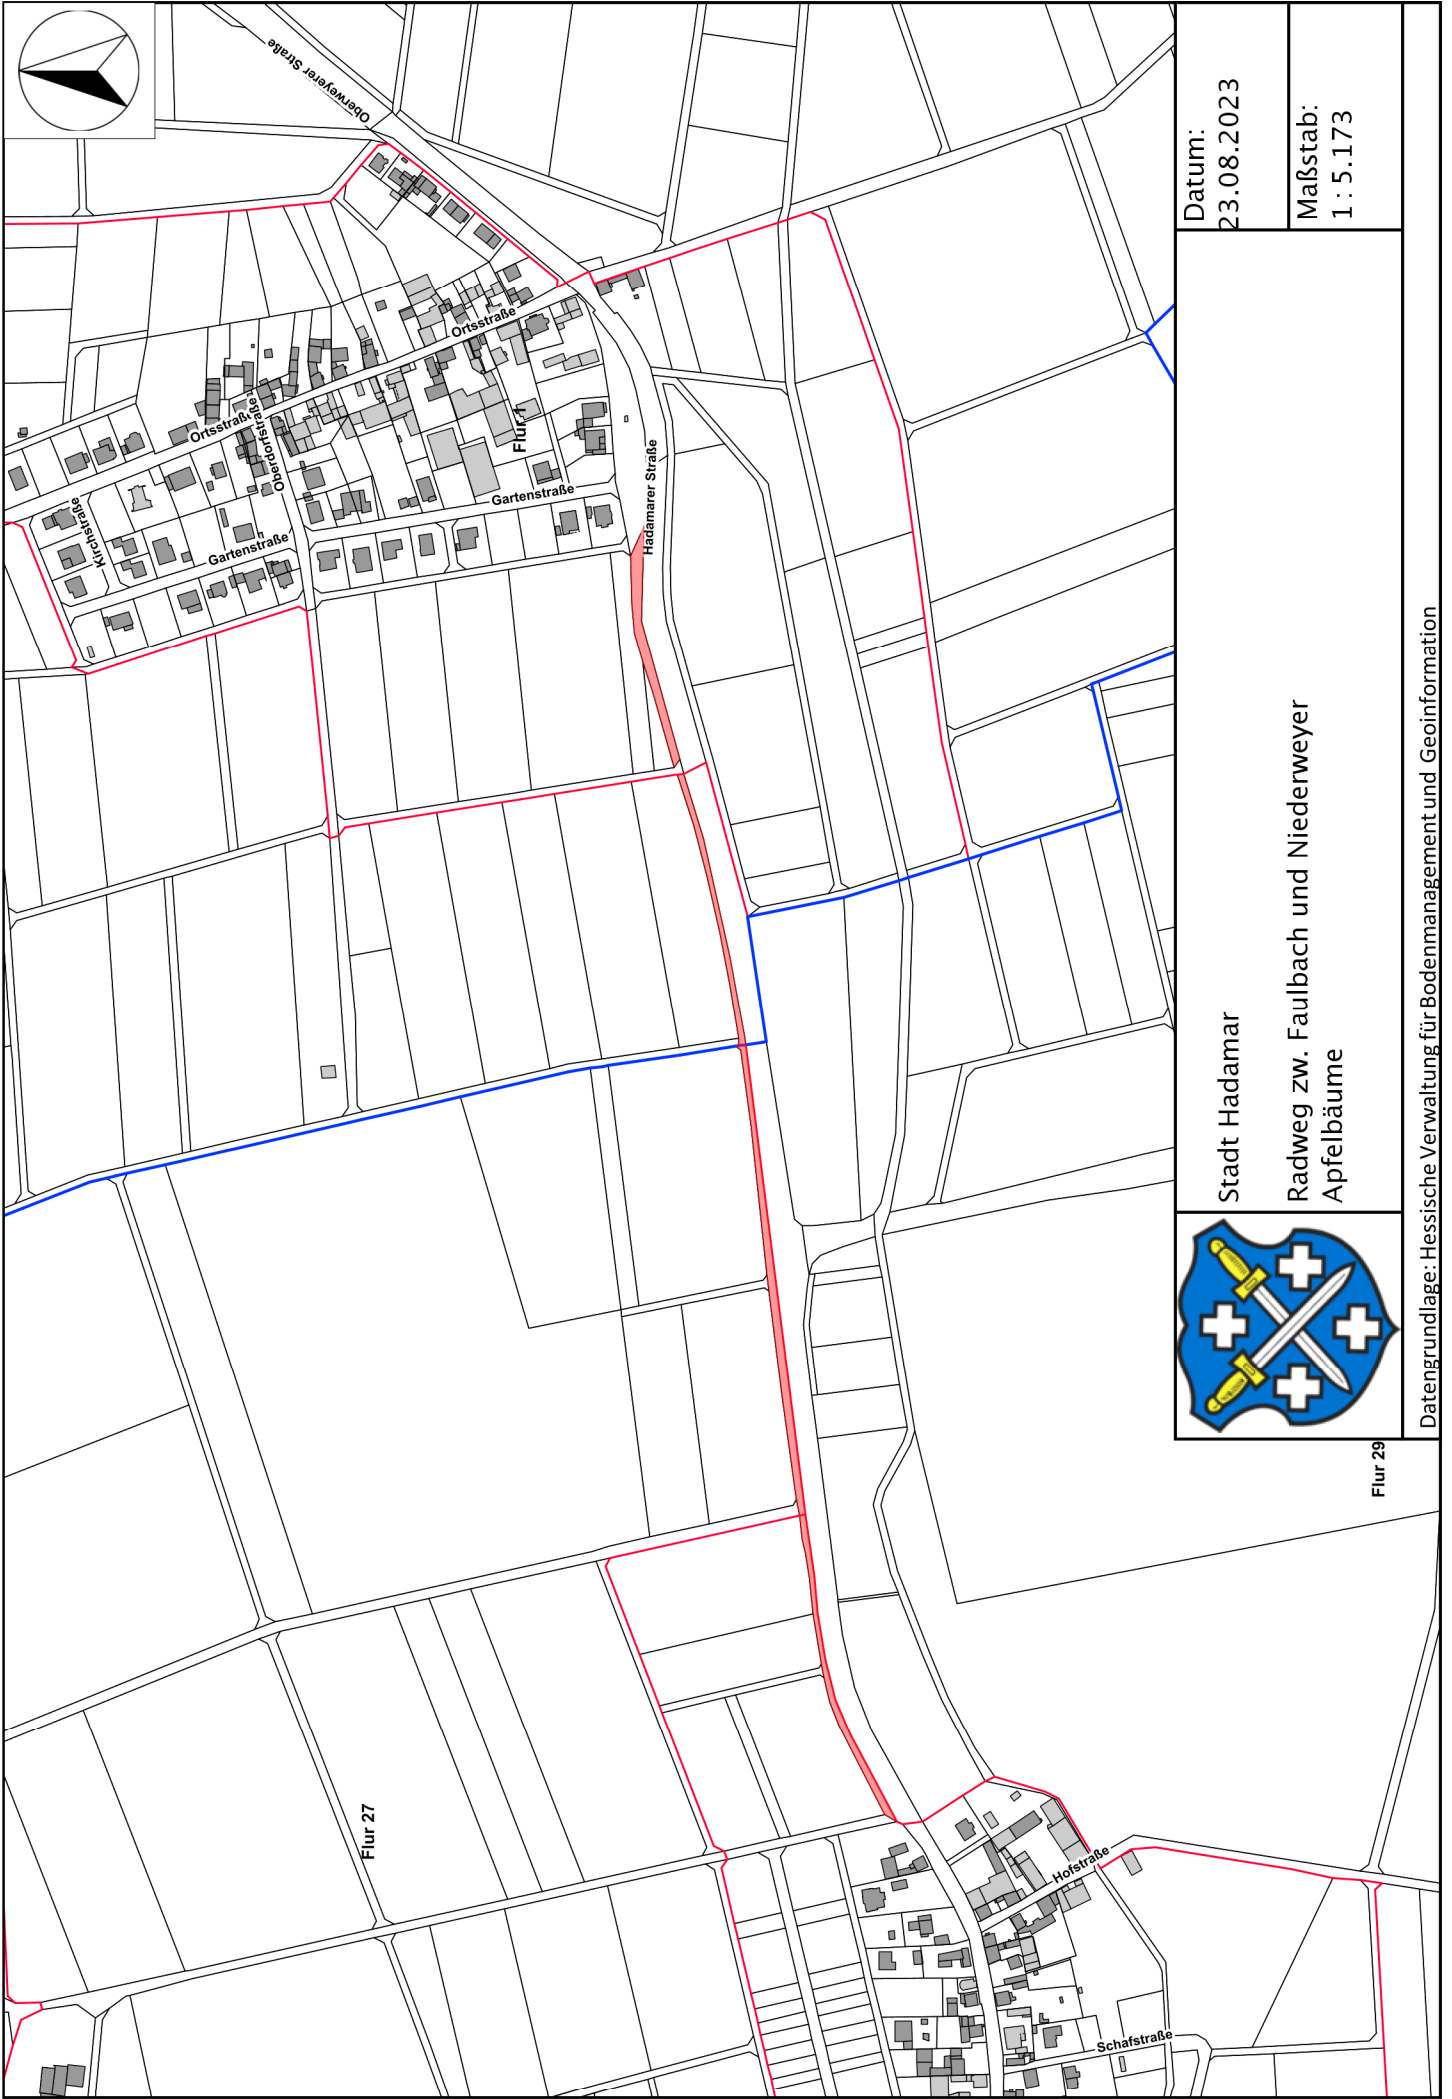 Oberweyerer Straße
Ortsstraße
Ortsstraße
Oberdorfstraße
Flur 1
Kirchstraße
Gartenstraße
Gartenstraße
Hadamarer Straße
Flur 27
Hofstraße
Schafstraße
Flur 29
Stadt Hadamar
Radweg zw. Faulbach und Niederweyer
Apfelbäume
Datum:
23.08.2023
Maßstab:
1 : 5.173
Datengrundlage: Hessische Verwaltung für Bodenmanagement und Geoinformation